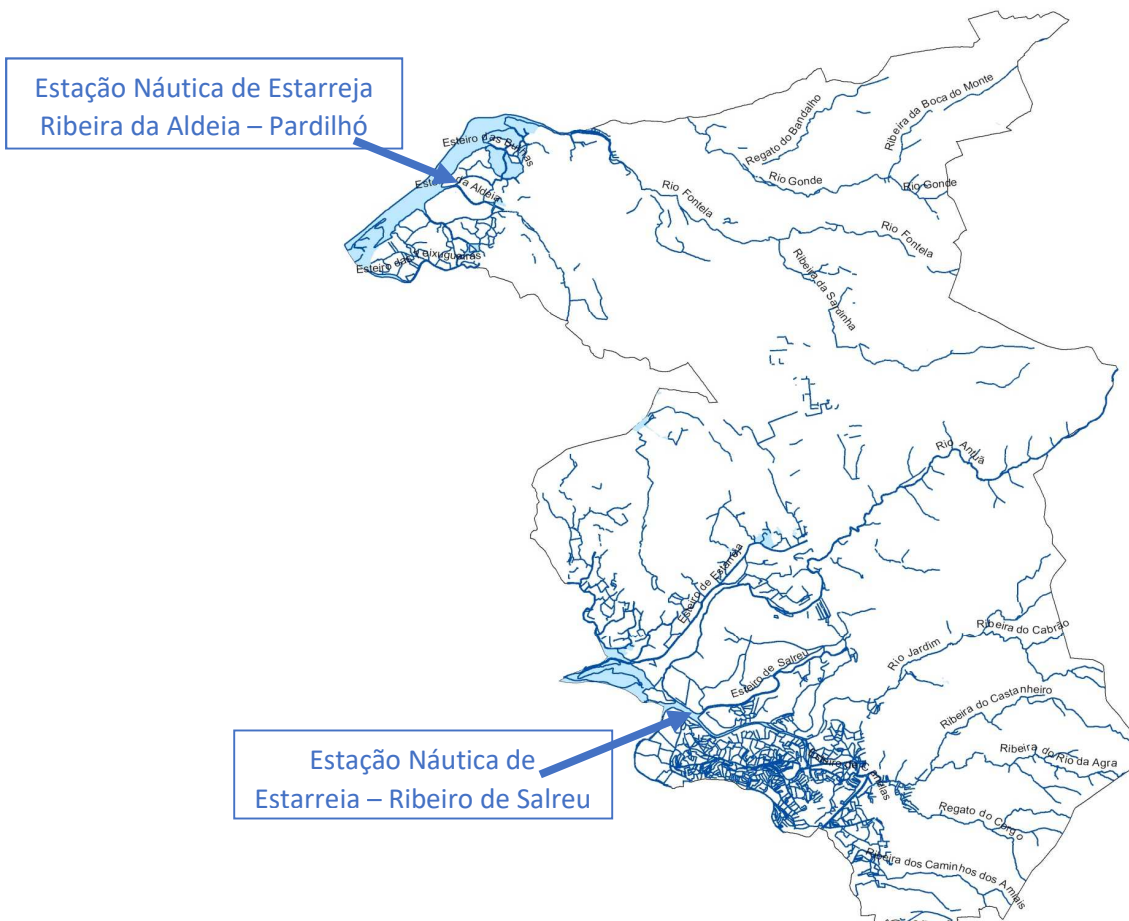 Estação Náutica de Estarreja
Ribeira da Aldeia – Pardilhó
Ribeira da Boca do Monte
Regato do Bandalho
Esteiro das Bunhas
Rio Gonde
Rio Gonde
da Aldeia
Rio Fontela
Rio Fontela
Esteiro das
Ribeira da Sardinha
Rio Antuã
Esteiro de Estarreja
Ribeira do Cabrão
Rio Jardim
Esteiro de Salreu
Ribeira do Castanheiro
Ribeira do Rio da Agra
Estação Náutica de
Estarreia – Ribeiro de Salreu
Regato do Corgo
Ribeira dos Caminhos dos Amiais